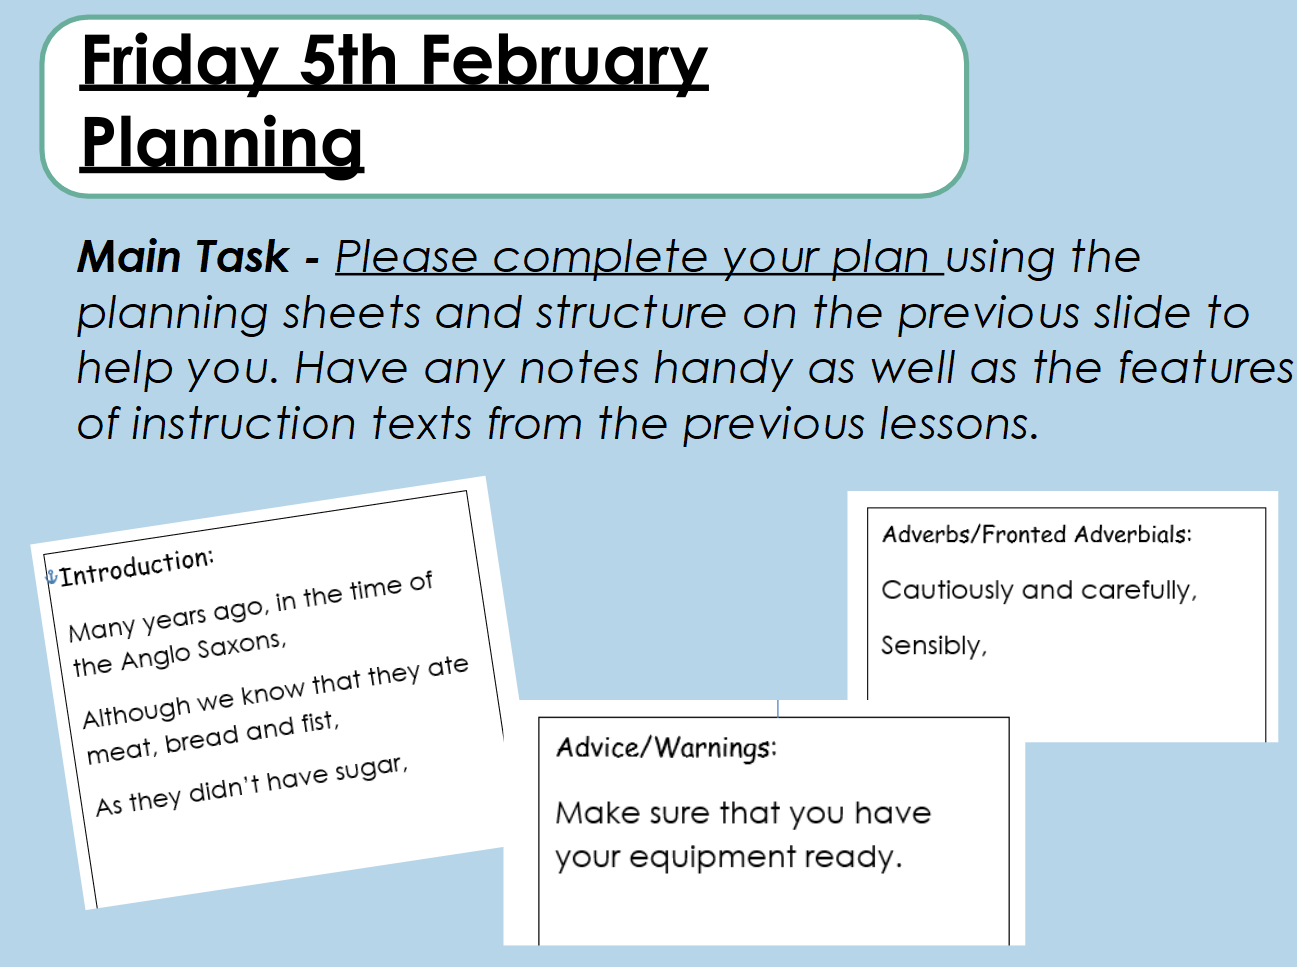 Friday 5th February
Planning
Main Task - Please complete your plan using the
planning sheets and structure on the previous slide to
help you. Have any notes handy as well as the features
of instruction texts from the previous lessons.
Introduction:
Many years ago, in the time of
the Anglo Saxons,
Although we know that they ate
meat, bread and fist,
As they didn't have sugar,
Advice/Warnings:
Make sure that you have
your equipment ready.
Adverbs/Fronted Adverbials:
Cautiously and carefully,
Sensibly,